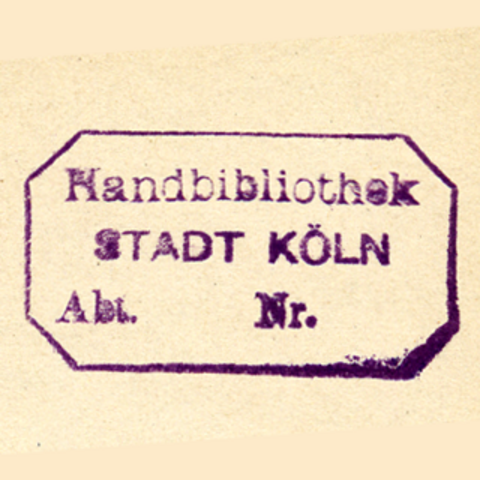 Handbibliothek
STADT KÖLN
Abt. Nr.